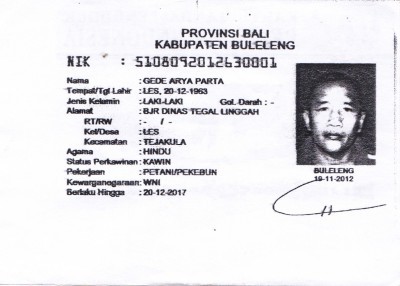 PROVINSI BALI
KABUPATEN BULELENG
NIK : 5108092012630001
Nama : GEDE ARYA PARTA
Tempat/Tgl Lahir : LES, 20-12-1963
Jenis Kelamin : LAKI-LAKI Gol. Darah : -
Alamat : BJR DINAS TEGAL LINGGAH
RT/RW : - / -
Kel/Desa : LES
Kecamatan : TEJAKULA
Agama : HINDU
Status Perkawinan : KAWIN
Pekerjaan : PETANI/PEKEBUN
Kewarganegaraan : WNI
Berlaku Hingga : 20-12-2017
BULELENG
19-11-2012